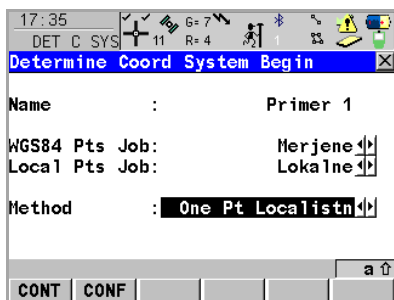 17:35
DET C SYS 11 G= 7 R= 4 1
Determine Coord System Begin X
Name : Primer 1
WGS84 Pts Job: Merjene
Local Pts Job: Lokalne
Method : One Pt Localistn
a
CONT CONF